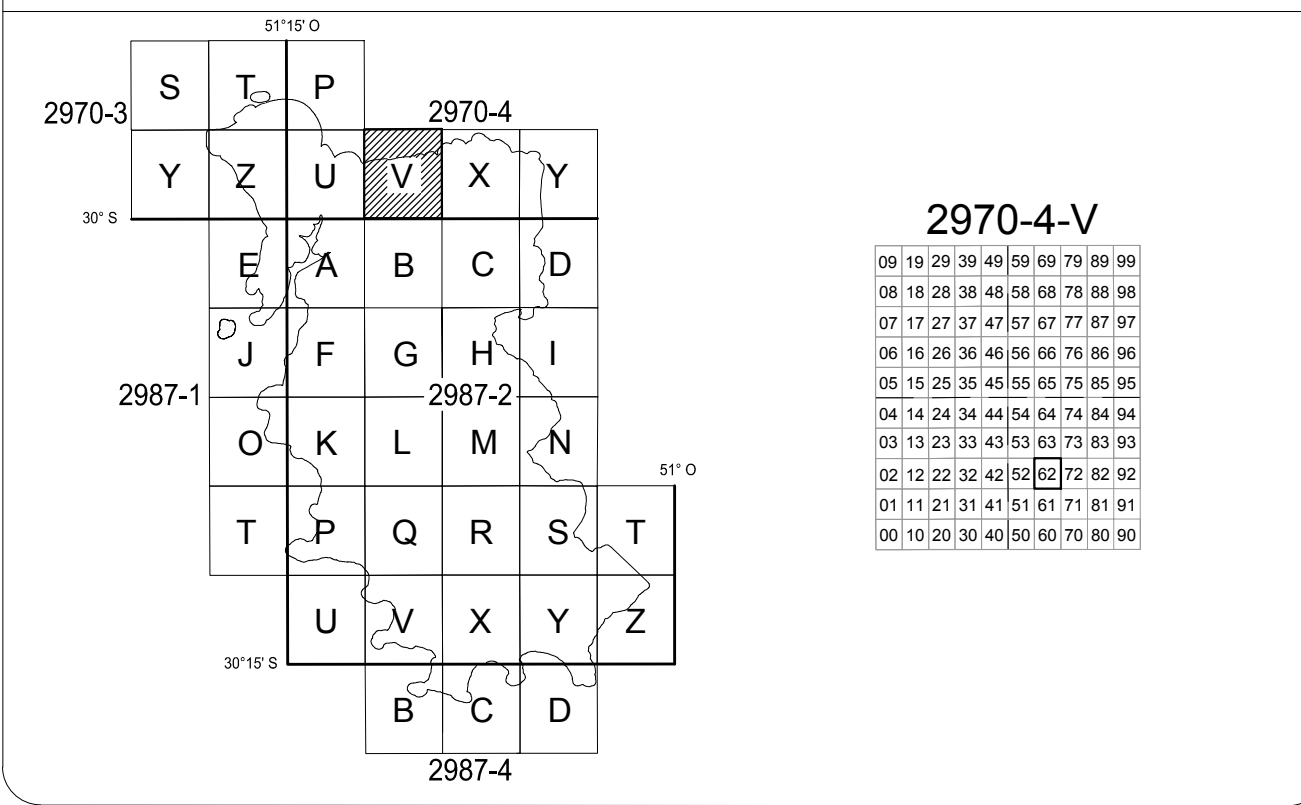 51°15' O
S T P
2970-3 2970-4
Y Z U V X Y
30° S
E A B C D
J F G H I
2987-1 2987-2
O K L M N
51° O
T P Q R S T
U V X Y Z
30°15' S
B C D
2987-4
2970-4-V
09 19 29 39 49 59 69 79 89 99
08 18 28 38 48 58 68 78 88 98
07 17 27 37 47 57 67 77 87 97
06 16 26 36 46 56 66 76 86 96
05 15 25 35 45 55 65 75 85 95
04 14 24 34 44 54 64 74 84 94
03 13 23 33 43 53 63 73 83 93
02 12 22 32 42 52 62 72 82 92
01 11 21 31 41 51 61 71 81 91
00 10 20 30 40 50 60 70 80 90